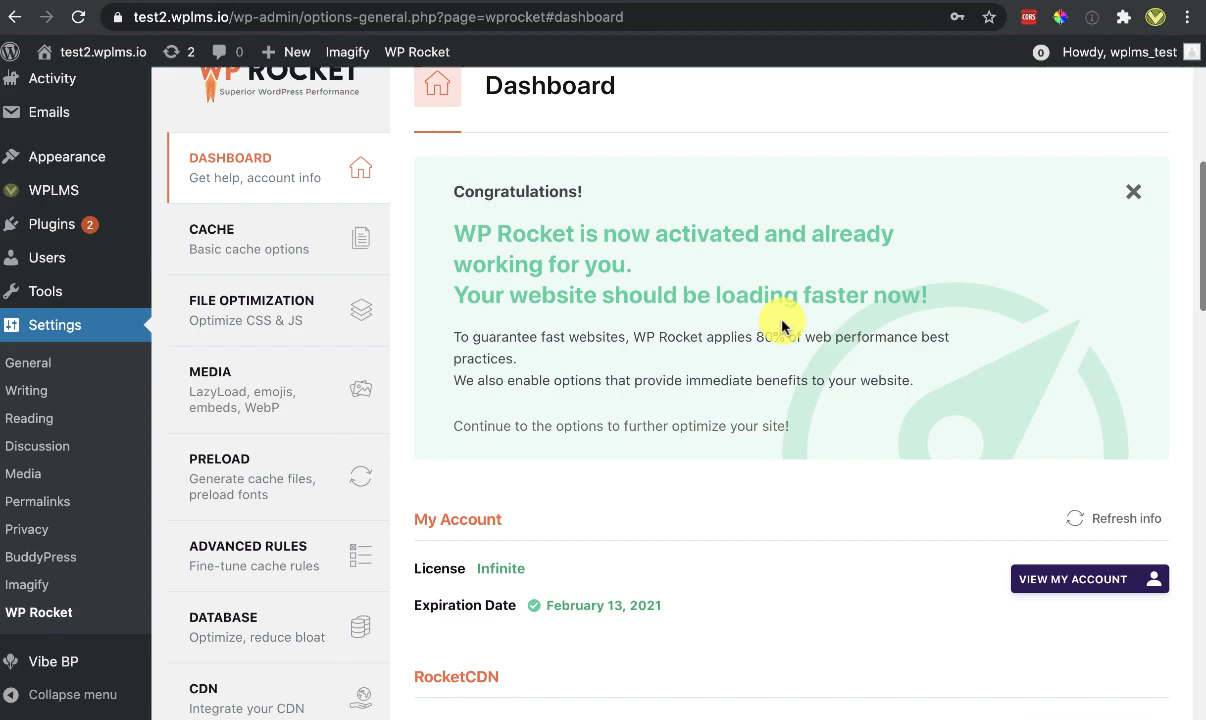 test2.wplms.io/wp-admin/options-general.php?page=wprocket#dashboard
CORS
test2.wplms.io 2 0 New Imagify WP Rocket 0 Howdy, wplms_test
Activity
Emails
Appearance
WPLMS
Plugins 2
Users
Tools
Settings
General
Writing
Reading
Discussion
Media
Permalinks
Privacy
BuddyPress
Imagify
WP Rocket
Vibe BP
Collapse menu
WP ROCKET
Superior WordPress Performance
DASHBOARD
Get help, account info
CACHE
Basic cache options
FILE OPTIMIZATION
Optimize CSS & JS
MEDIA
LazyLoad, emojis,
embeds, WebP
PRELOAD
Generate cache files,
preload fonts
ADVANCED RULES
Fine-tune cache rules
DATABASE
Optimize, reduce bloat
CDN
Integrate your CDN
Dashboard
Congratulations!
WP Rocket is now activated and already
working for you.
Your website should be loading faster now!
To guarantee fast websites, WP Rocket applies 80% of web performance best
practices.
We also enable options that provide immediate benefits to your website.
Continue to the options to further optimize your site!
My Account
Refresh info
License Infinite
VIEW MY ACCOUNT
Expiration Date February 13, 2021
RocketCDN